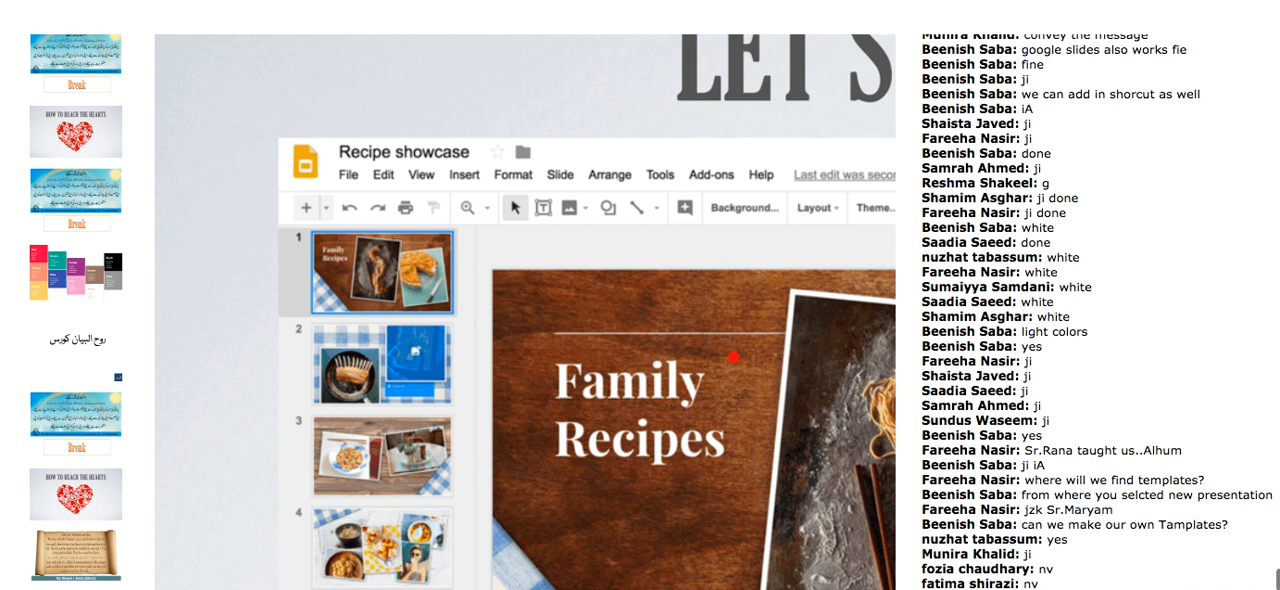 Break
HOW TO REACH THE HEARTS
Break
روح البیان کورس
Break
HOW TO REACH THE HEARTS
LET'S
Recipe showcase
File Edit View Insert Format Slide Arrange Tools Add-ons Help Last edit was secon
Background... Layout Theme...
1
Family
Recipes
2
3
4
Family
Recipes
Munira Khalid: convey the message
Beenish Saba: google slides also works fie
Beenish Saba: fine
Beenish Saba: ji
Beenish Saba: we can add in shorcut as well
Beenish Saba: iA
Shaista Javed: ji
Fareeha Nasir: ji
Beenish Saba: done
Samrah Ahmed: ji
Reshma Shakeel: g
Shamim Asghar: ji done
Fareeha Nasir: ji done
Beenish Saba: white
Saadia Saeed: done
nuzhat tabassum: white
Fareeha Nasir: white
Sumaiyya Samdani: white
Saadia Saeed: white
Shamim Asghar: white
Beenish Saba: light colors
Beenish Saba: yes
Fareeha Nasir: ji
Shaista Javed: ji
Saadia Saeed: ji
Samrah Ahmed: ji
Sundus Waseem: ji
Beenish Saba: yes
Fareeha Nasir: Sr.Rana taught us..Alhum
Beenish Saba: ji iA
Fareeha Nasir: where will we find templates?
Beenish Saba: from where you selcted new presentation
Fareeha Nasir: jzk Sr.Maryam
Beenish Saba: can we make our own Tamplates?
nuzhat tabassum: yes
Munira Khalid: ji
fozia chaudhary: nv
fatima shirazi: nv